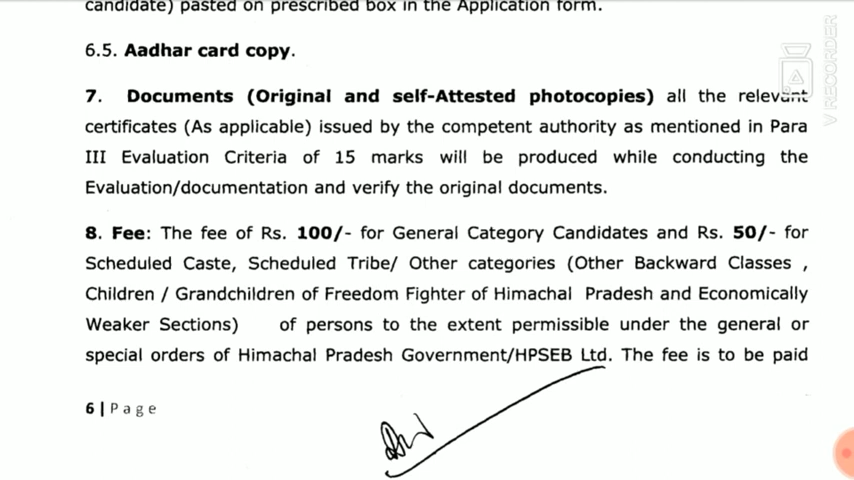 candidate) pasted on prescribed box in the Application form.
6.5. Aadhar card copy.
7. Documents (Original and self-Attested photocopies) all the relevant
certificates (As applicable) issued by the competent authority as mentioned in Para
III Evaluation Criteria of 15 marks will be produced while conducting the
Evaluation/documentation and verify the original documents.
8. Fee: The fee of Rs. 100/- for General Category Candidates and Rs. 50/- for
Scheduled Caste, Scheduled Tribe/ Other categories (Other Backward Classes ,
Children / Grandchildren of Freedom Fighter of Himachal Pradesh and Economically
Weaker Sections) of persons to the extent permissible under the general or
special orders of Himachal Pradesh Government/HPSEB Ltd. The fee is to be paid
6 | Page
V RECORDER